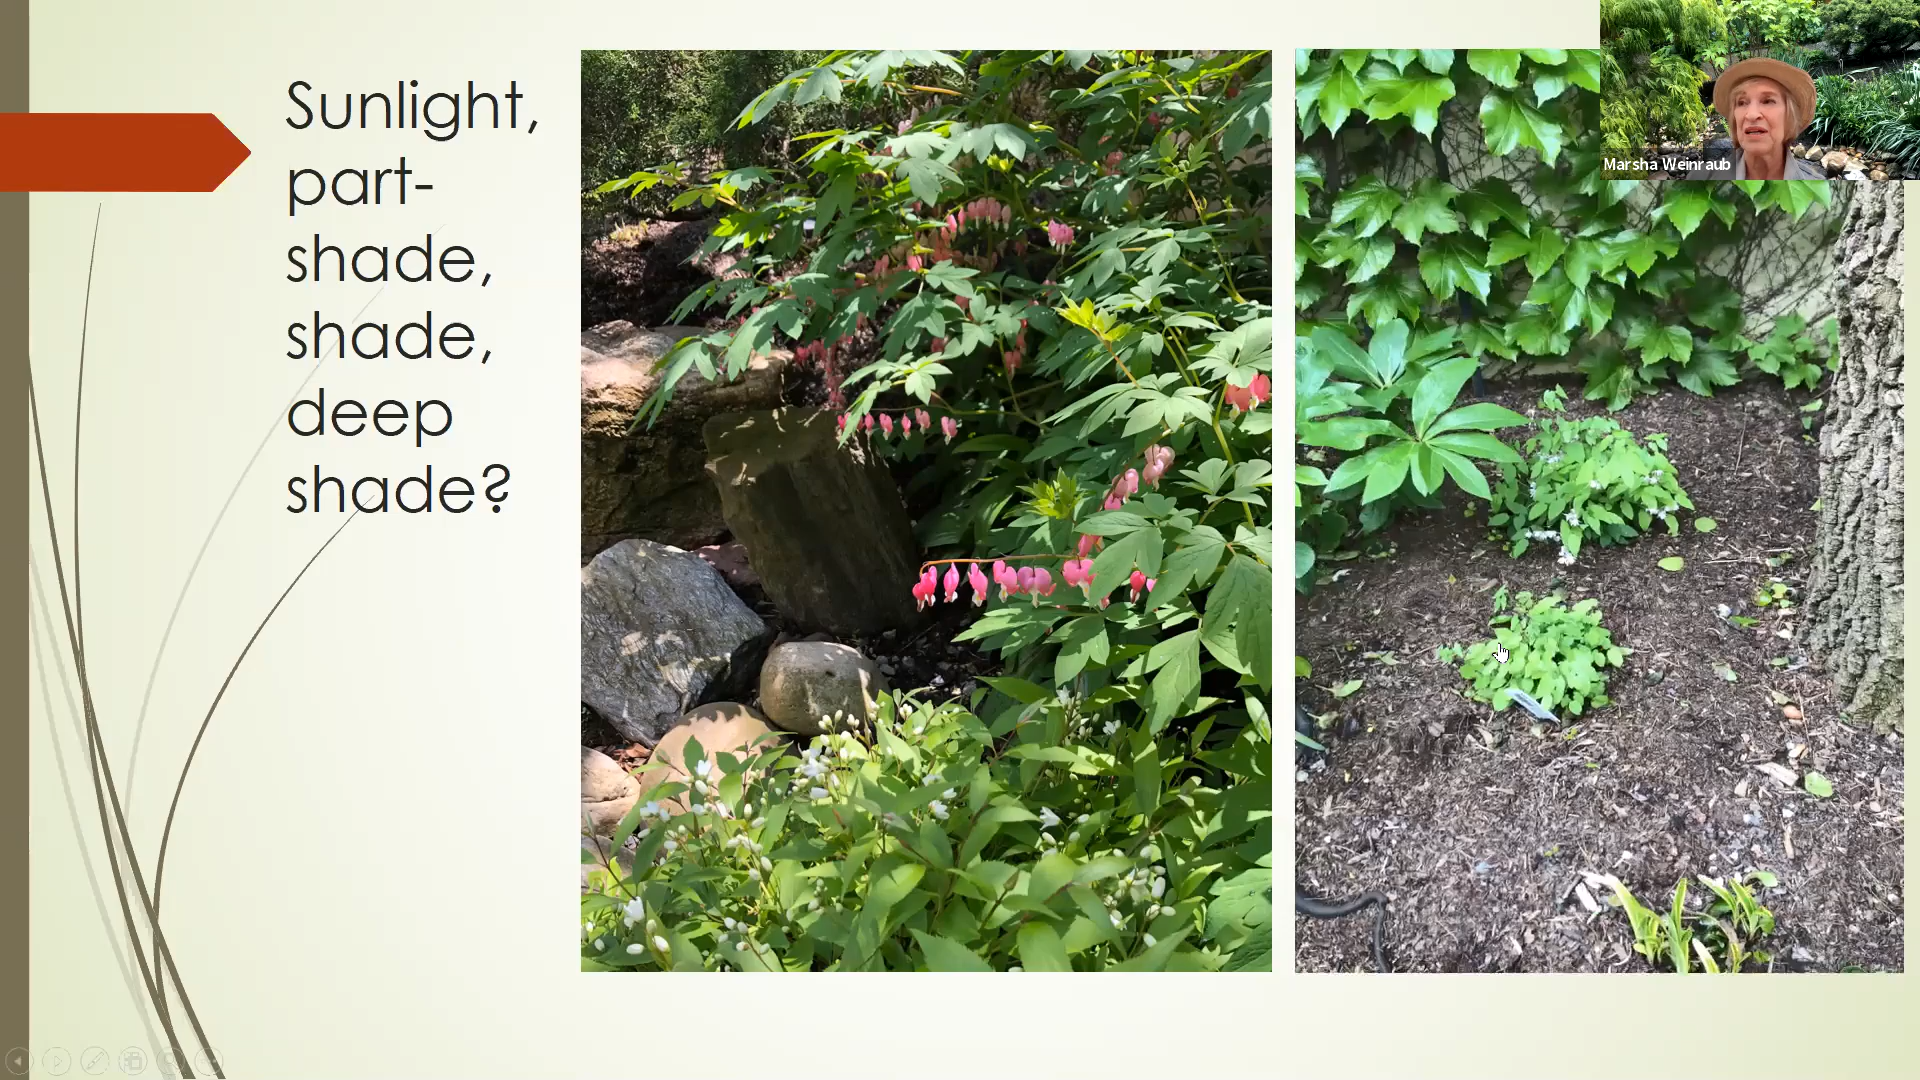 Sunlight,
part-
shade,
shade,
deep
shade?
Marsha Weinraub